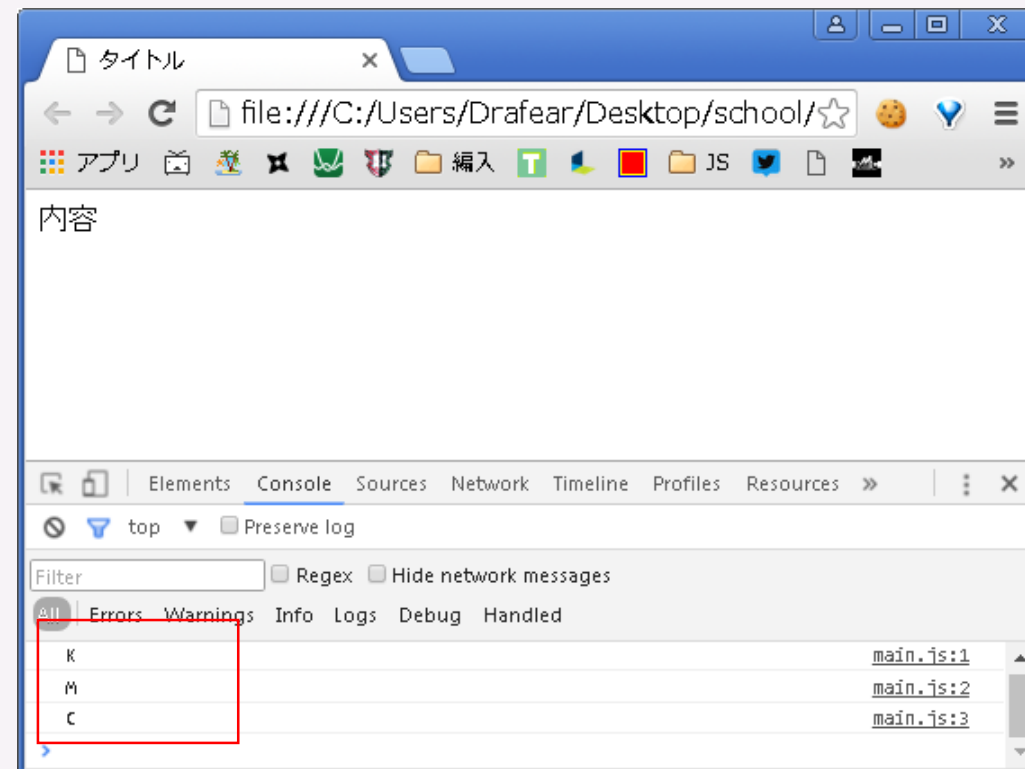 タイトル
file:///C:/Users/Drafear/Desktop/school/
アプリ 編入 T JS »
内容
Elements Console Sources Network Timeline Profiles Resources »
top ▼ Preserve log
Filter Regex Hide network messages
All Errors Warnings Info Logs Debug Handled
K main.js:1
M main.js:2
C main.js:3
>